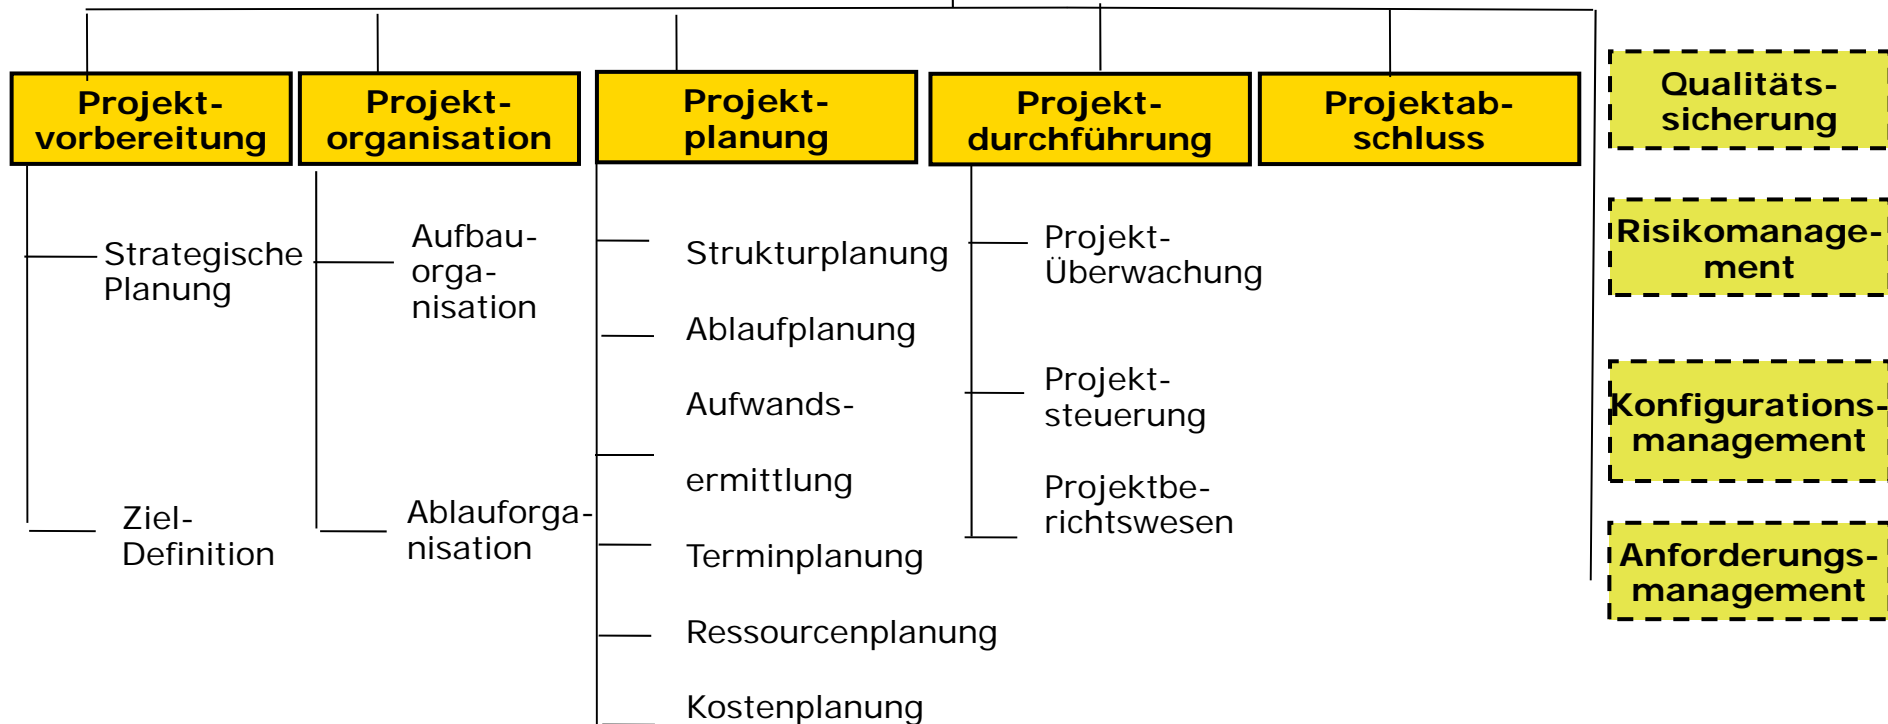 Projekt-
vorbereitung
Strategische
Planung
Ziel-
Definition
Projekt-
organisation
Aufbau-
orga-
nisation
Ablauforga-
nisation
Projekt-
planung
Strukturplanung
Ablaufplanung
Aufwands-
ermittlung
Terminplanung
Ressourcenplanung
Kostenplanung
Projekt-
durchführung
Projekt-
Überwachung
Projekt-
steuerung
Projektbe-
richtswesen
Projektab-
schluss
Qualitäts-
sicherung
Risikomanage-
ment
Konfigurations-
management
Anforderungs-
management